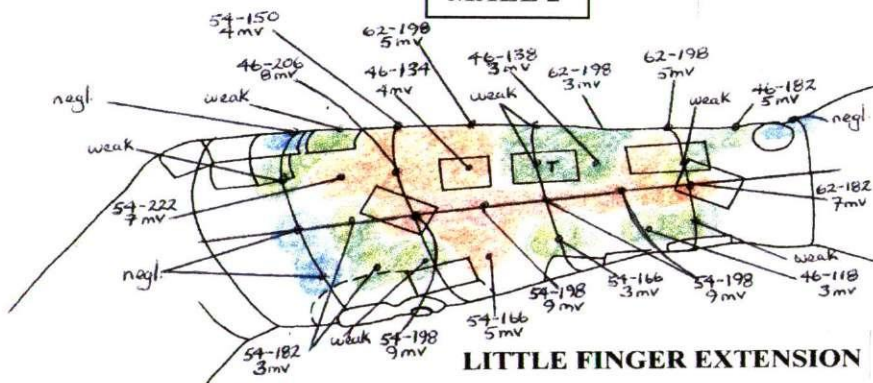 54-150
4mv
62-198
5mv
46-138
3mv
62-198
5mv
46-206
8mv
46-134
4mv
62-198
3mv
46-182
5mv
negl.
weak
weak
weak
negl.
weak
T
54-222
7mv
62-182
7mv
negl.
weak
54-198
9mv
54-166
3mv
54-198
9mv
46-118
3mv
54-182
3mv
weak
54-198
9mv
54-166
5mv
LITTLE FINGER EXTENSION